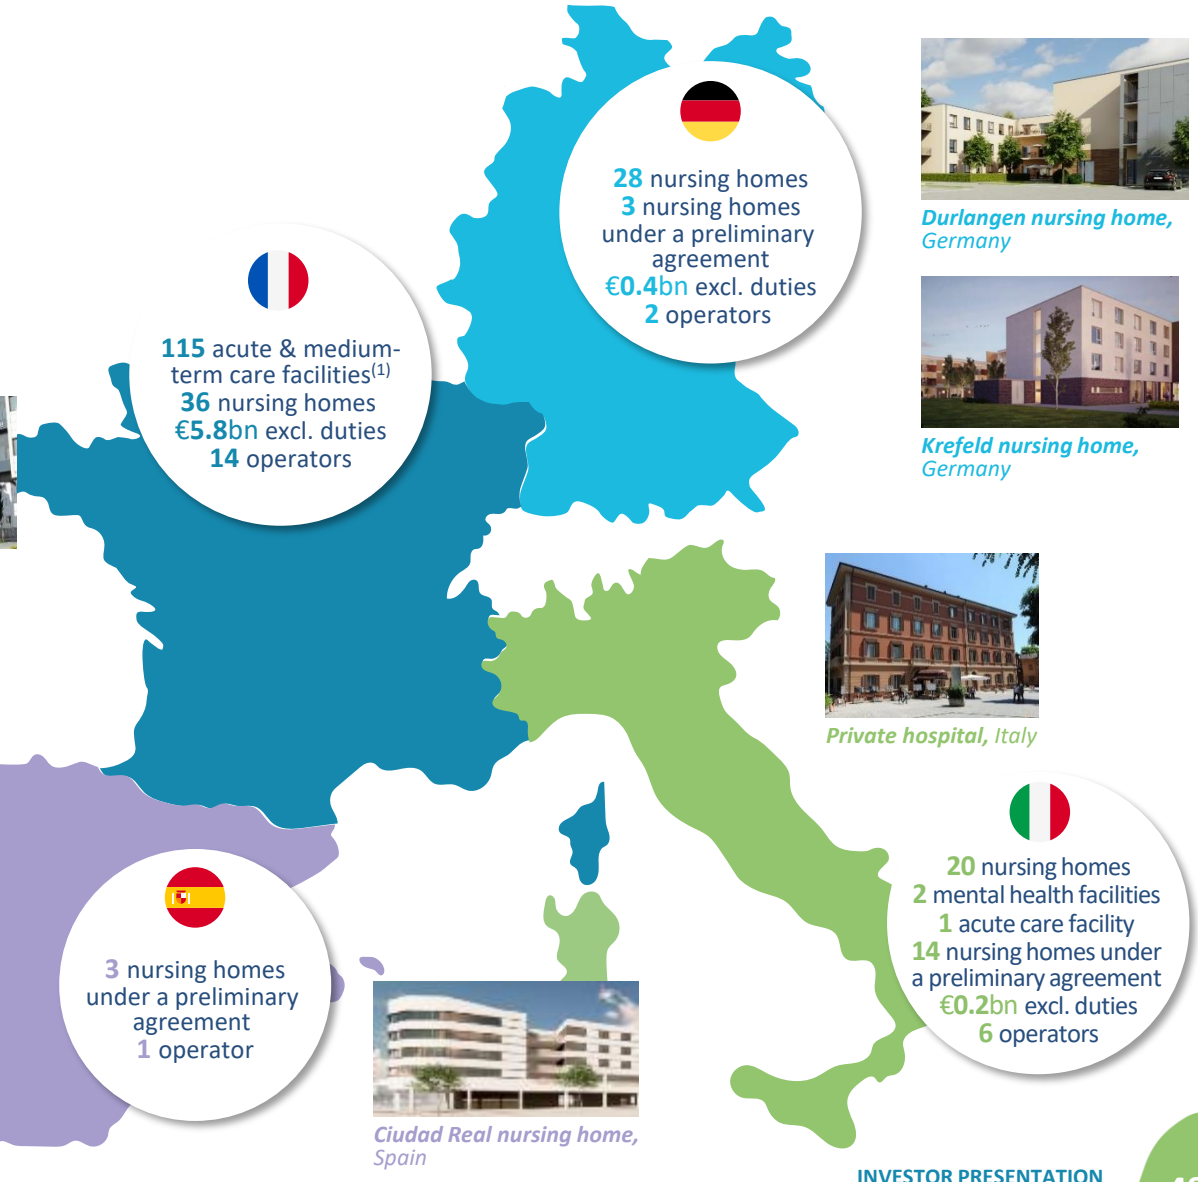 28 nursing homes
3 nursing homes
under a preliminary
agreement
€0.4bn excl. duties
2 operators
Durlangen nursing home,
Germany
Krefeld nursing home,
Germany
115 acute & medium-
term care facilities(1)
36 nursing homes
€5.8bn excl. duties
14 operators
Private hospital, Italy
20 nursing homes
2 mental health facilities
1 acute care facility
14 nursing homes under
a preliminary agreement
€0.2bn excl. duties
6 operators
3 nursing homes
under a preliminary
agreement
1 operator
Ciudad Real nursing home,
Spain
INVESTOR PRESENTATION